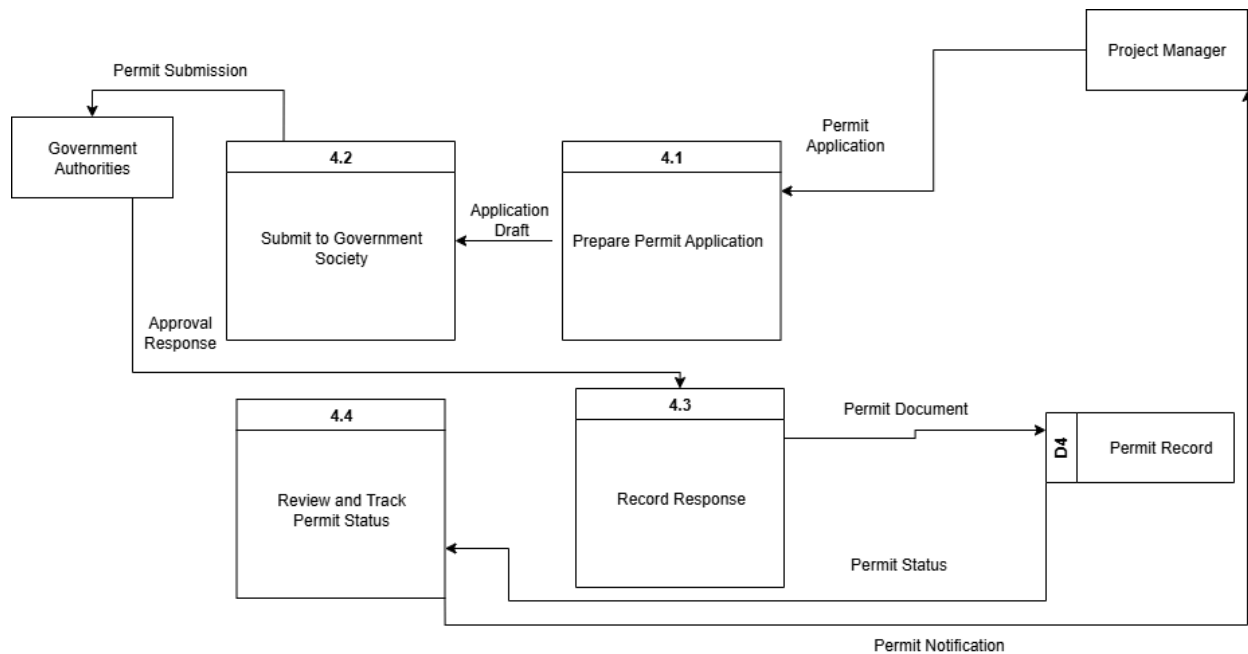 Project Manager
Permit Submission
Government
Authorities
Permit
Application
4.2
4.1
Submit to Government
Society
Application
Draft
Prepare Permit Application
Approval
Response
4.4
4.3
Permit Document
D4
Permit Record
Review and Track
Permit Status
Record Response
Permit Status
Permit Notification